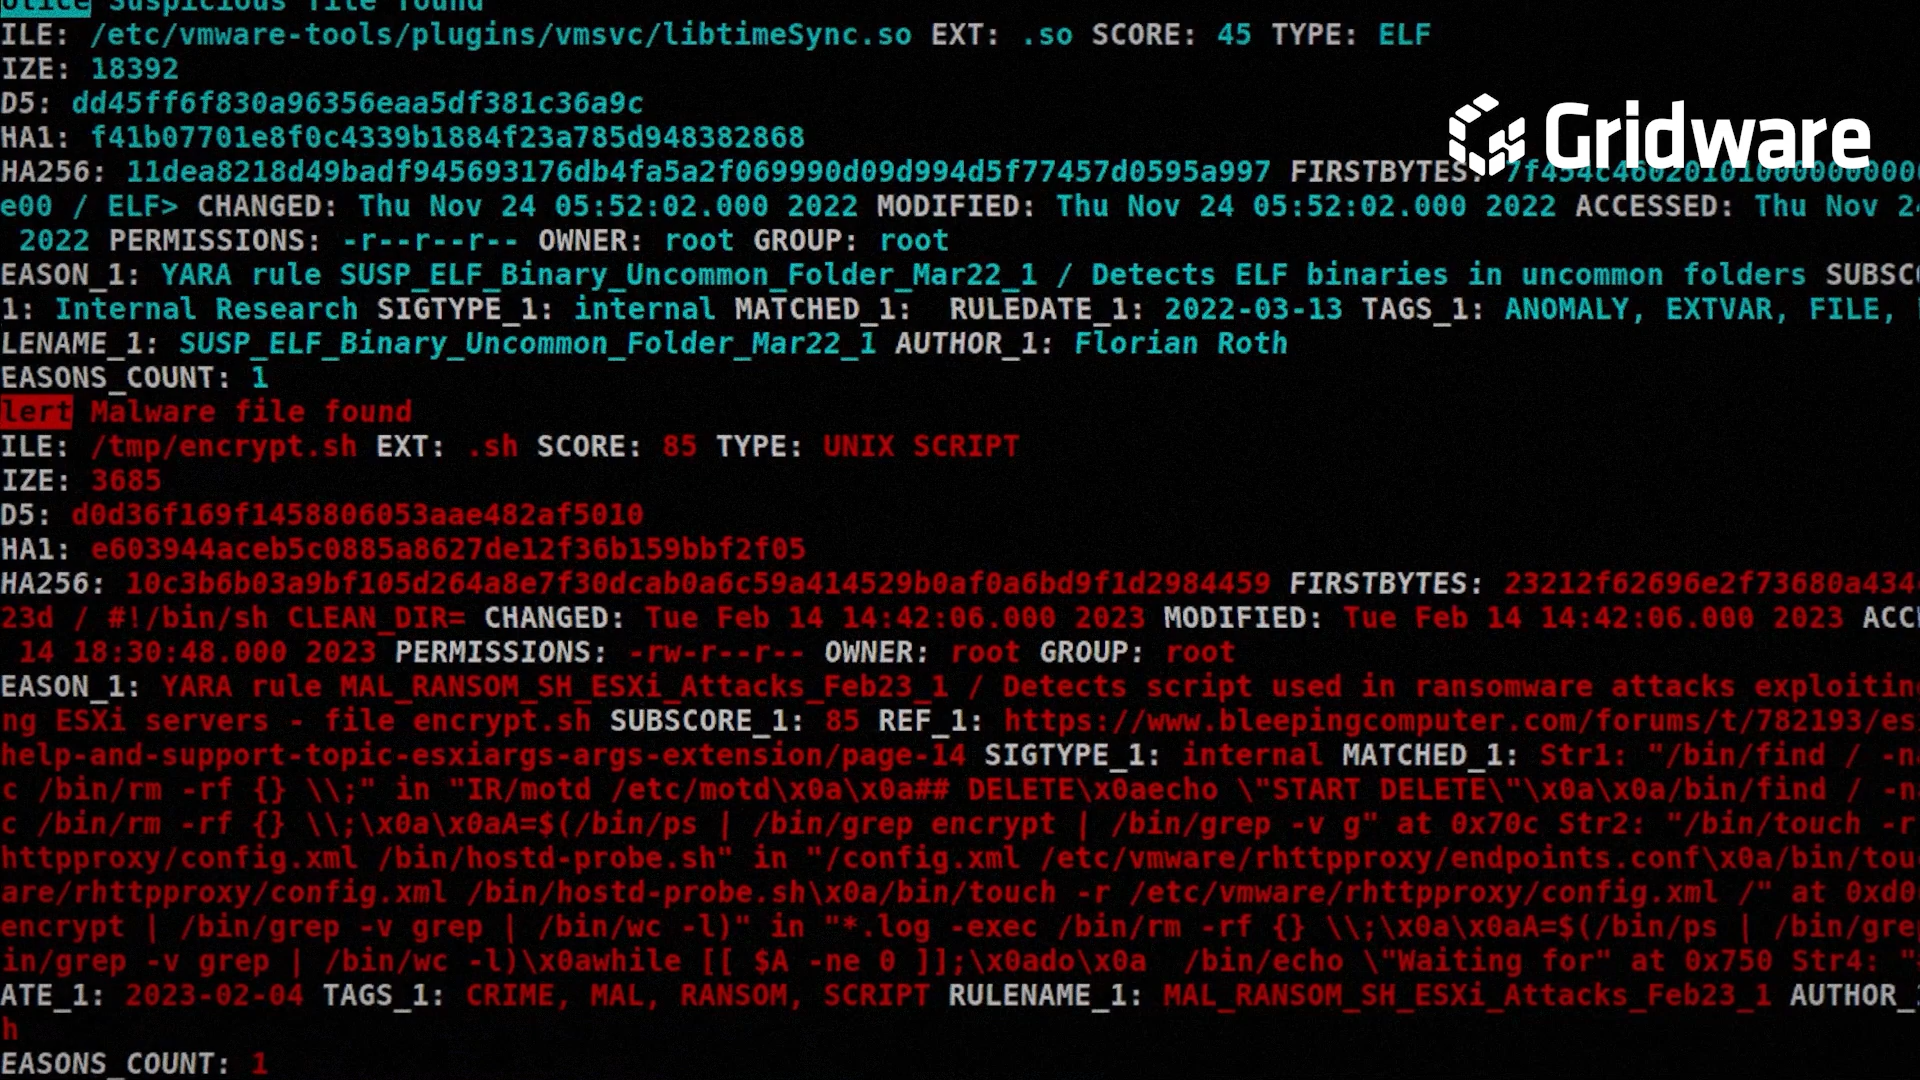 otice Suspicious file found
ILE: /etc/vmware-tools/plugins/vmsvc/libtimeSync.so EXT: .so SCORE: 45 TYPE: ELF
IZE: 18392
D5: dd45ff6f830a96356eaa5df381c36a9c
Gridware
HA1: f41b07701e8f0c4339b1884f23a785d948382868
HA256: 11dea8218d49badf945693176db4fa5a2f069990d09d994d5f77457d0595a997 FIRSTBYTES:
e00 / ELF> CHANGED: Thu Nov 24 05:52:02.000 2022 MODIFIED: Thu Nov 24 05:52:02.000 2022 ACCESSED: Thu Nov 2
2022 PERMISSIONS: -r--r--r-- OWNER: root GROUP: root
EASON_1: YARA rule SUSP_ELF_Binary_Uncommon_Folder_Mar22_1 / Detects ELF binaries in uncommon folders SUBSC
1: Internal Research SIGTYPE_1: internal MATCHED_1: RULEDATE_1: 2022-03-13 TAGS_1: ANOMALY, EXTVAR, FILE,
LENAME_1: SUSP_ELF_Binary_Uncommon_Folder_Mar22_1 AUTHOR_1: Florian Roth
EASONS_COUNT: 1
lert Malware file found
ILE: /tmp/encrypt.sh EXT: .sh SCORE: 85 TYPE: UNIX SCRIPT
IZE: 3685
D5: d0d36f169f1458806053aae482af5010
HA1: e603944aceb5c0885a8627de12f36b159bbf2f05
HA256: 10c3b6b03a9bf105d264a8e7f30dcab0a6c59a414529b0af0a6bd9f1d2984459 FIRSTBYTES: 23212f62696e2f73680a434
23d / #!/bin/sh CLEAN_DIR= CHANGED: Tue Feb 14 14:42:06.000 2023 MODIFIED: Tue Feb 14 14:42:06.000 2023 ACC
14 18:30:48.000 2023 PERMISSIONS: -rw-r--r-- OWNER: root GROUP: root
EASON_1: YARA rule MAL_RANSOM_SH_ESXi_Attacks_Feb23_1 / Detects script used in ransomware attacks exploitin
ng ESXi servers - file encrypt.sh SUBSCORE_1: 85 REF_1: https://www.bleepingcomputer.com/forums/t/782193/es
help-and-support-topic-esxiargs-args-extension/page-14 SIGTYPE_1: internal MATCHED_1: Str1: "/bin/find / -n
c /bin/rm -rf {} \\;" in "IR/motd /etc/motd\x0a\x0a## DELETE\x0aecho \"START DELETE\"\x0a\x0a/bin/find / -n
c /bin/rm -rf {} \\;\x0a\x0aA=$(/bin/ps | /bin/grep encrypt | /bin/grep -v g" at 0x70c Str2: "/bin/touch -r
httpproxy/config.xml /bin/hostd-probe.sh" in "/config.xml /etc/vmware/rhttpproxy/endpoints.conf\x0a/bin/tou
are/rhttpproxy/config.xml /bin/hostd-probe.sh\x0a/bin/touch -r /etc/vmware/rhttpproxy/config.xml /" at 0xd0
encrypt | /bin/grep -v grep | /bin/wc -l)" in "*.log -exec /bin/rm -rf {} \\;\x0a\x0aA=$(/bin/ps | /bin/gre
in/grep -v grep | /bin/wc -l)\x0awhile [[ $A -ne 0 ]];\x0ado\x0a /bin/echo \"Waiting for" at 0x750 Str4: "
ATE_1: 2023-02-04 TAGS_1: CRIME, MAL, RANSOM, SCRIPT RULENAME_1: MAL_RANSOM_SH_ESXi_Attacks_Feb23_1 AUTHOR_
h
EASONS_COUNT: 1